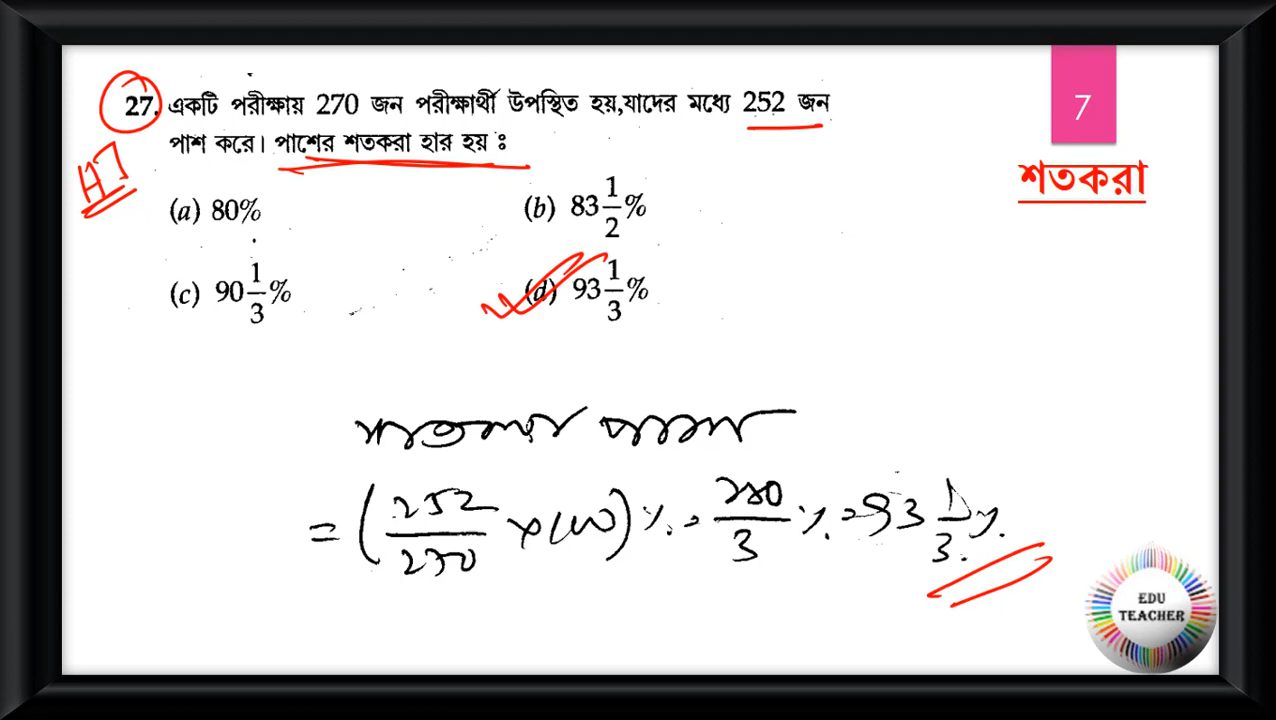 27. একটি পরীক্ষায় 270 জন পরীক্ষার্থী উপস্থিত হয়,যাদের মধ্যে 252 জন
পাশ করে। পাশের শতকরা হার হয় ঃ
(a) 80% (b) 83 1/2 %
(c) 90 1/3 % (d) 93 1/3 %
7
শতকরা
= (252/270 × 100) % = 280/3 % = 93 1/3 %
EDU
TEACHER